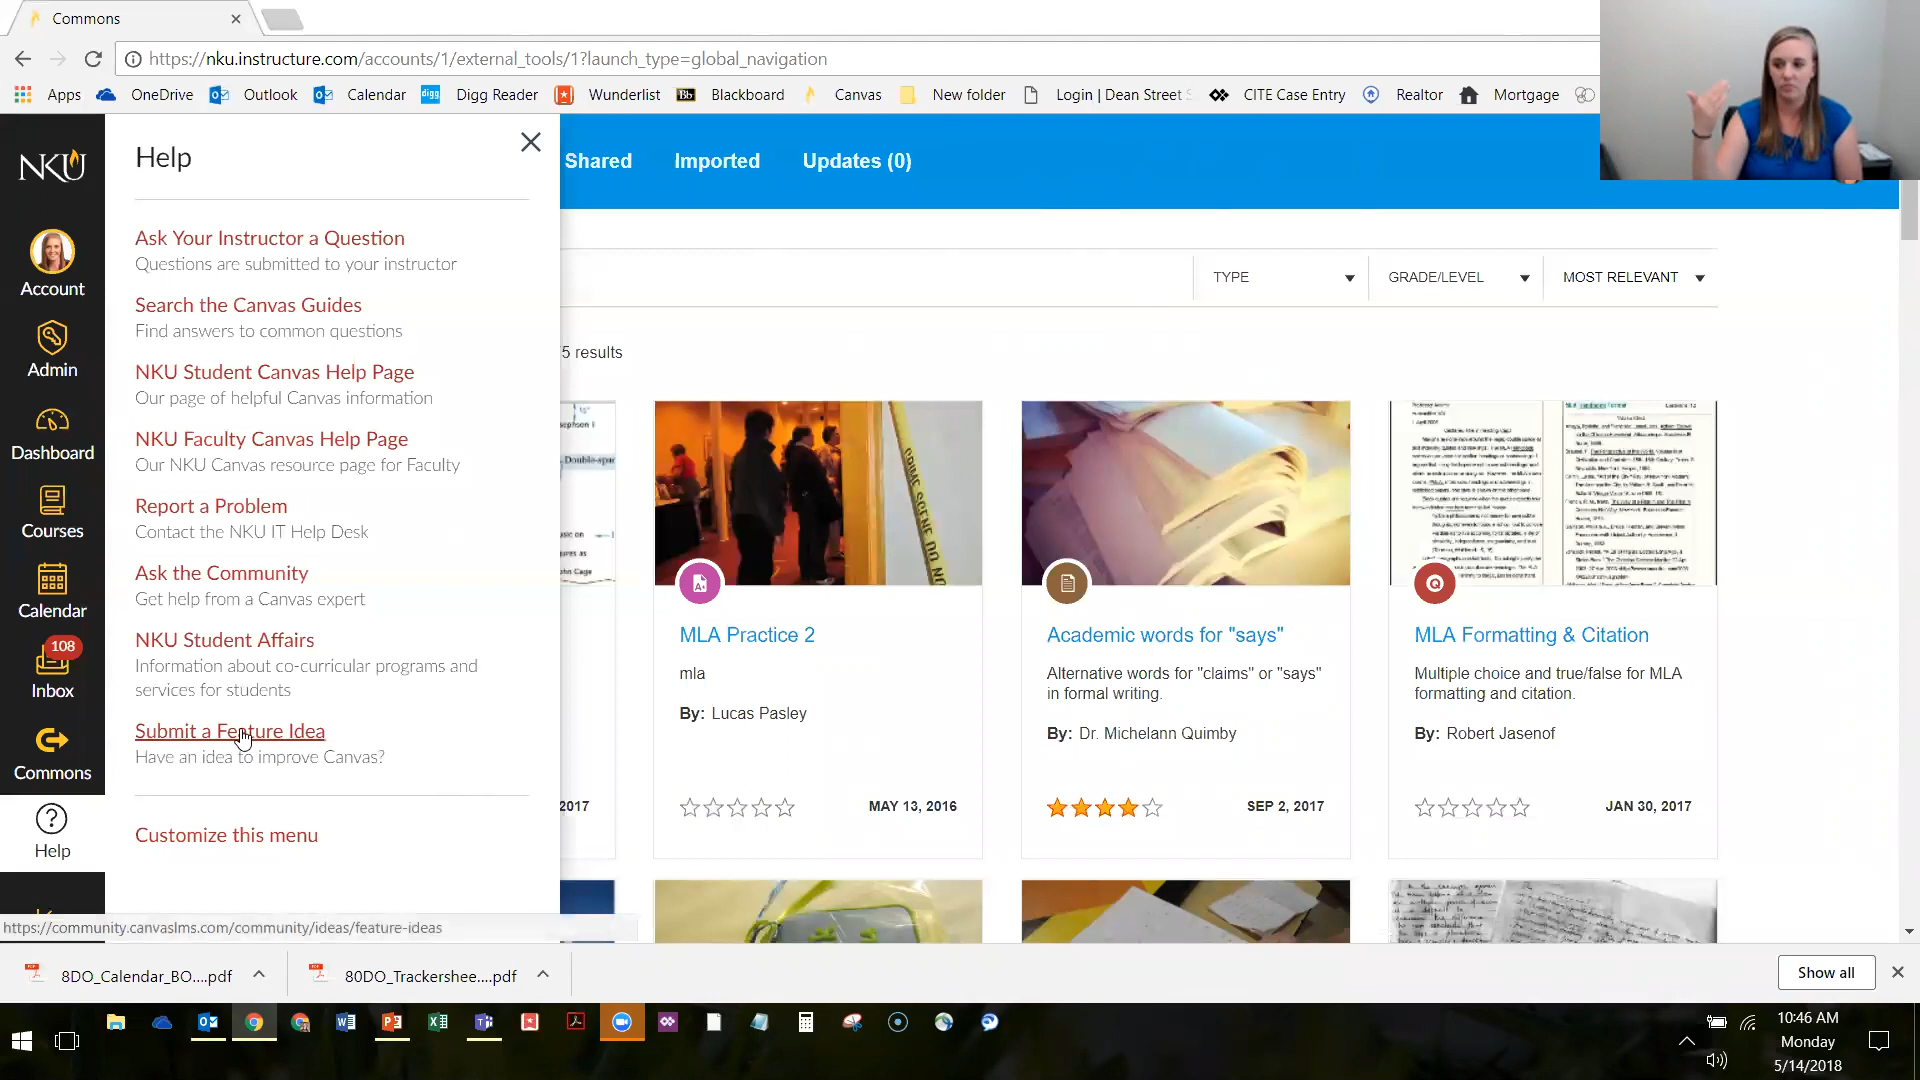 Commons
https://nku.instructure.com/accounts/1/external_tools/1?launch_type=global_navigation
Apps OneDrive Outlook Calendar Digg Reader Wunderlist Blackboard Canvas New folder Login | Dean Street S CITE Case Entry Realtor Mortgage
NKU
Account
Admin
Dashboard
Courses
Calendar
108
Inbox
Commons
Help
Help
Ask Your Instructor a Question
Questions are submitted to your instructor
Search the Canvas Guides
Find answers to common questions
NKU Student Canvas Help Page
Our page of helpful Canvas information
NKU Faculty Canvas Help Page
Our NKU Canvas resource page for Faculty
Report a Problem
Contact the NKU IT Help Desk
Ask the Community
Get help from a Canvas expert
NKU Student Affairs
Information about co-curricular programs and
services for students
Submit a Feature Idea
Have an idea to improve Canvas?
Customize this menu
Shared Imported Updates (0)
TYPE GRADE/LEVEL MOST RELEVANT
5 results
2017
CRIME SCENE DO NO
MLA Practice 2
mla
By: Lucas Pasley
MAY 13, 2016
Academic words for "says"
Alternative words for "claims" or "says"
in formal writing.
By: Dr. Michelann Quimby
SEP 2, 2017
MLA Formatting & Citation
Multiple choice and true/false for MLA
formatting and citation.
By: Robert Jasenof
JAN 30, 2017
https://community.canvaslms.com/community/ideas/feature-ideas
8DO_Calendar_BO....pdf
80DO_Trackershee....pdf
Show all
10:46 AM
Monday
5/14/2018